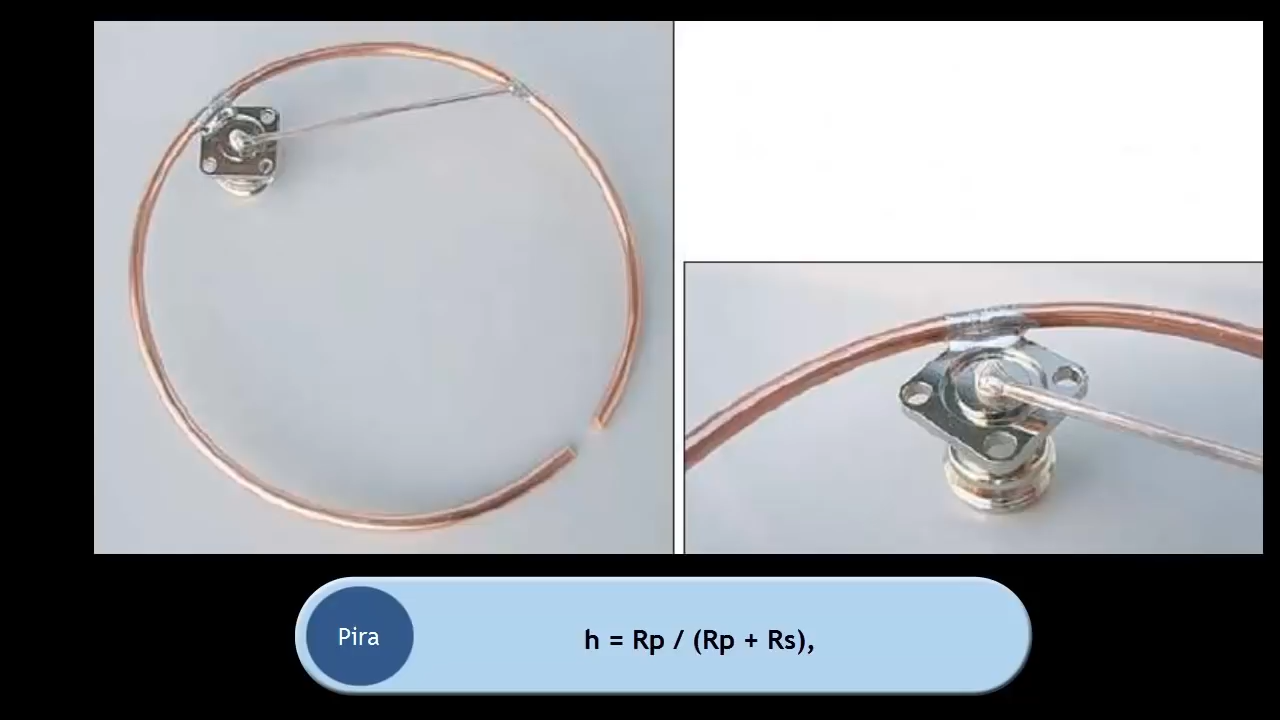 Pira
h = Rp / (Rp + Rs),